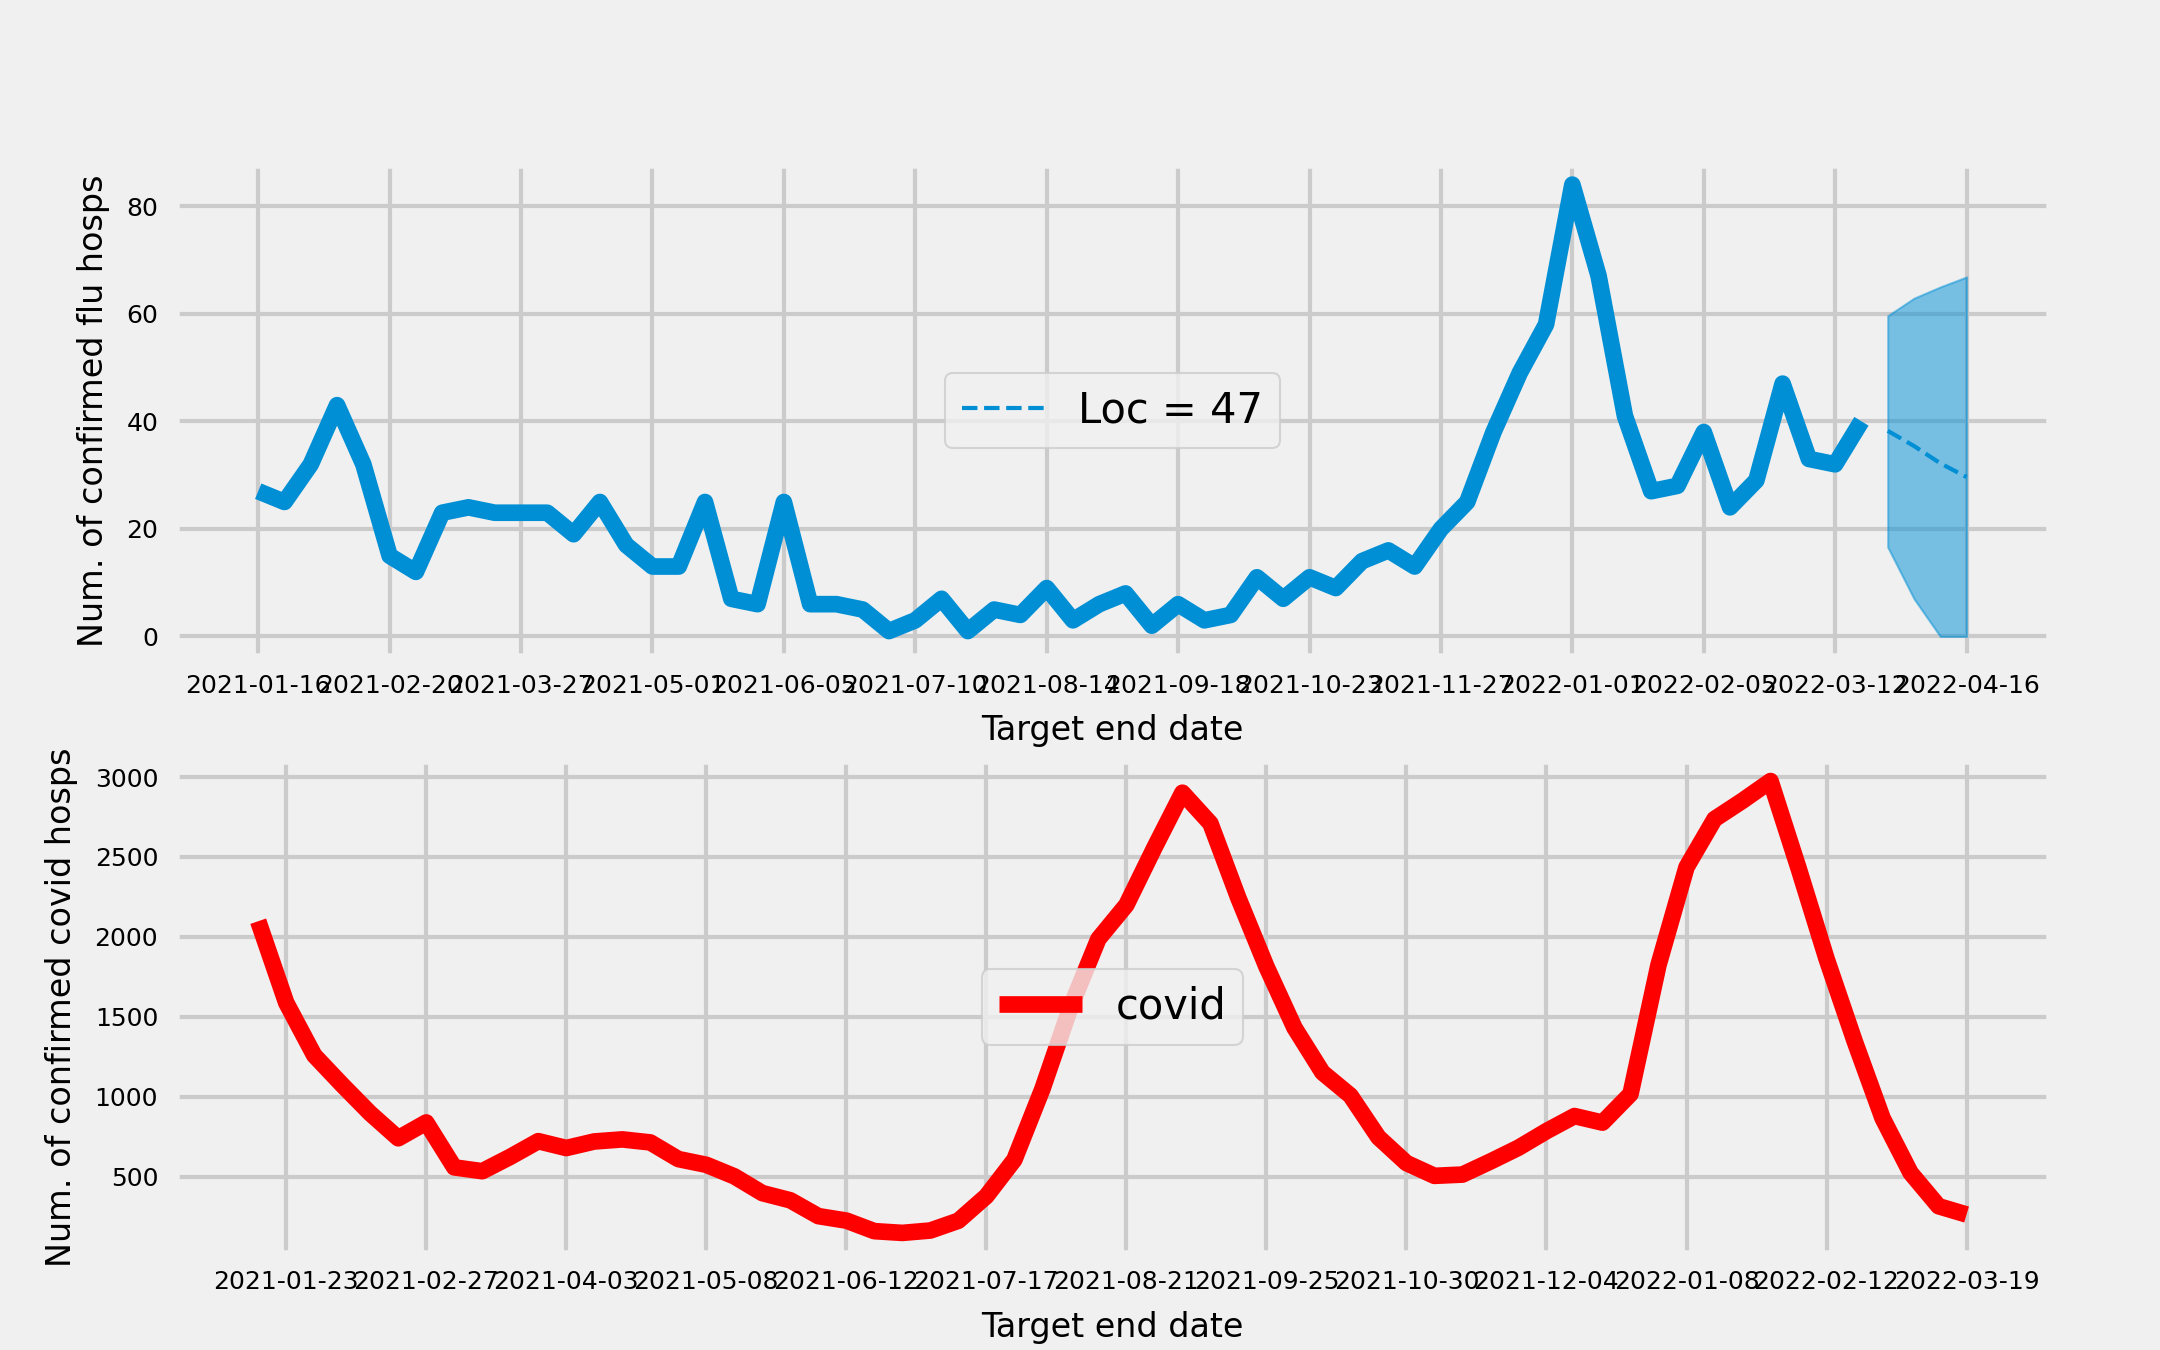 Num. of confirmed flu hosps
80
60
40
20
0
Loc = 47
2021-01-16 2021-02-20 2021-03-27 2021-05-01 2021-06-05 2021-07-10 2021-08-14 2021-09-18 2021-10-23 2021-11-27 2022-01-01 2022-02-05 2022-03-12 2022-04-16
Target end date
Num. of confirmed covid hosps
3000
2500
2000
1500
1000
500
covid
2021-01-23 2021-02-27 2021-04-03 2021-05-08 2021-06-12 2021-07-17 2021-08-21 2021-09-25 2021-10-30 2021-12-04 2022-01-08 2022-02-12 2022-03-19
Target end date